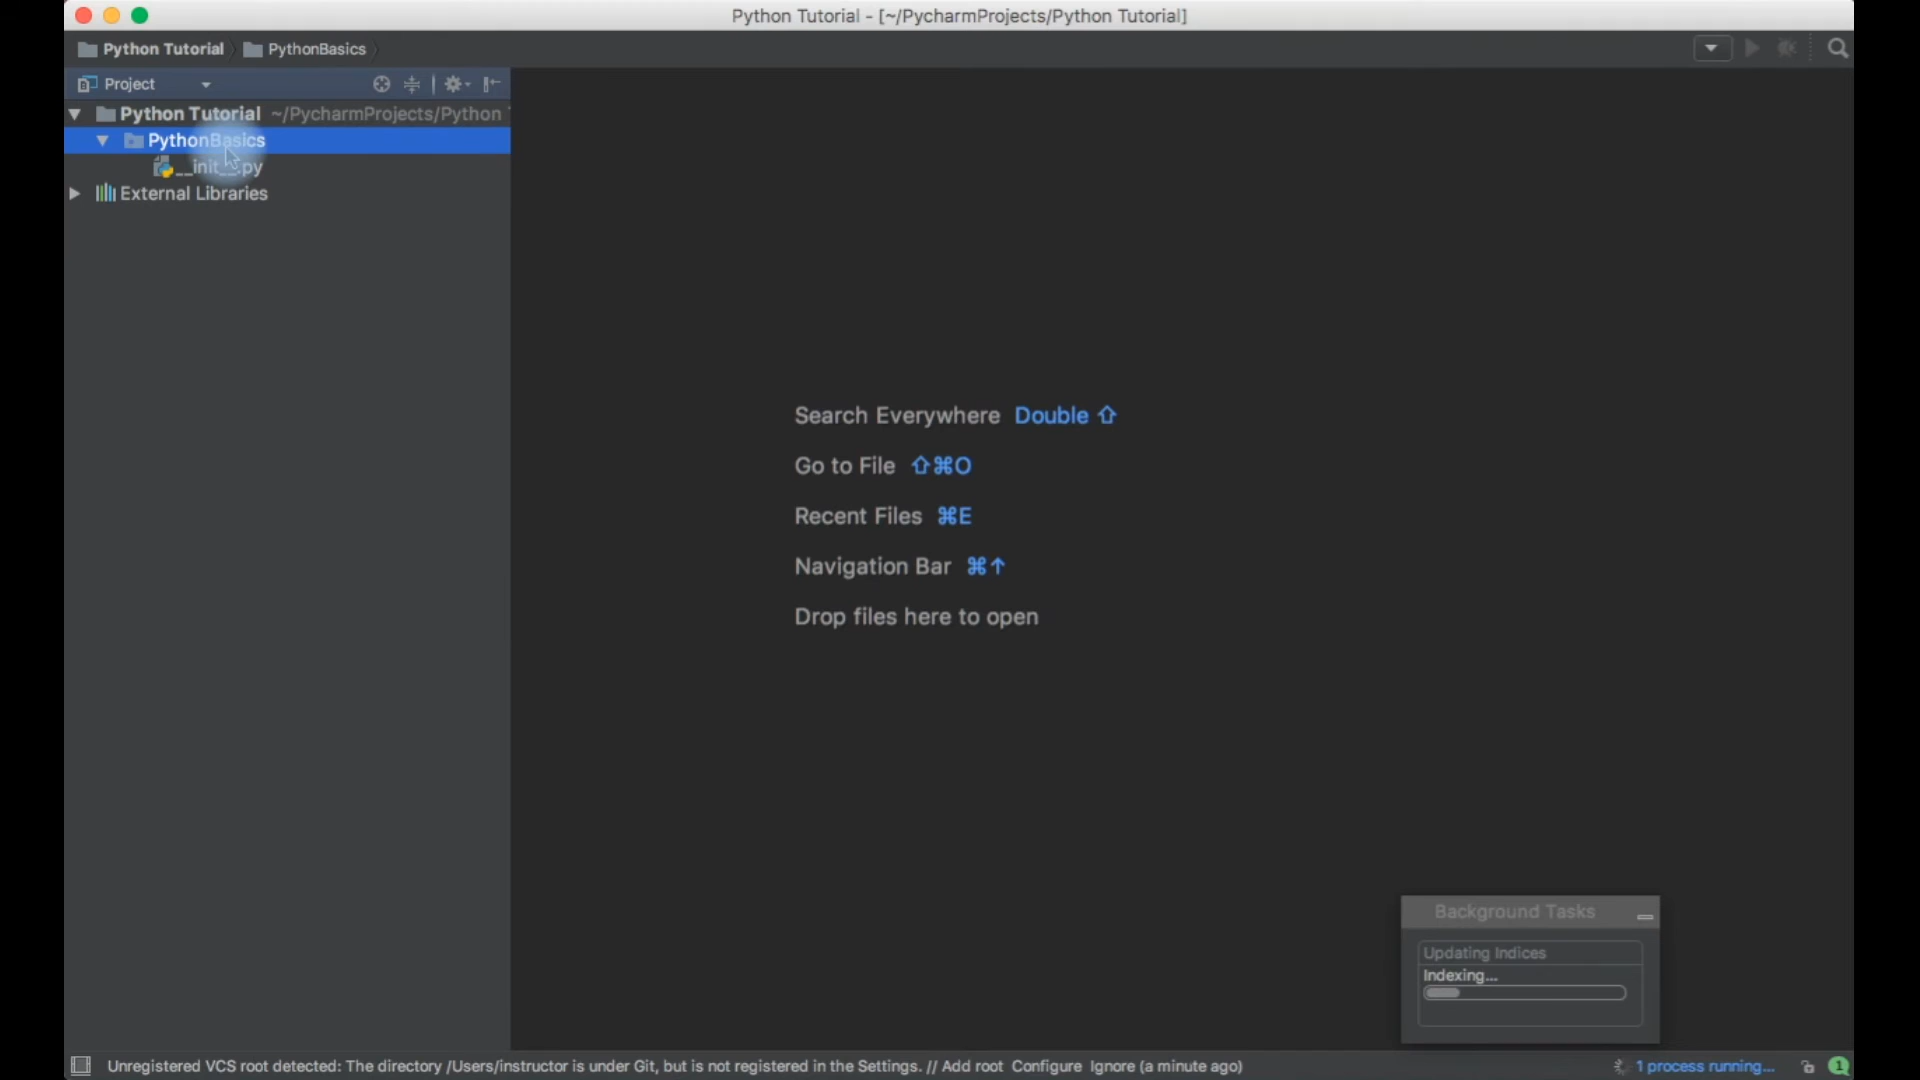 Python Tutorial - [~/PycharmProjects/Python Tutorial]
Python Tutorial PythonBasics
Project
Python Tutorial ~/PycharmProjects/Python
PythonBasics
__init__.py
External Libraries
Search Everywhere Double ⇧
Go to File ⇧⌘O
Recent Files ⌘E
Navigation Bar ⌘↑
Drop files here to open
Background Tasks
Updating Indices
Indexing...
Unregistered VCS root detected: The directory /Users/instructor is under Git, but is not registered in the Settings. // Add root Configure Ignore (a minute ago)
1 process running...
1